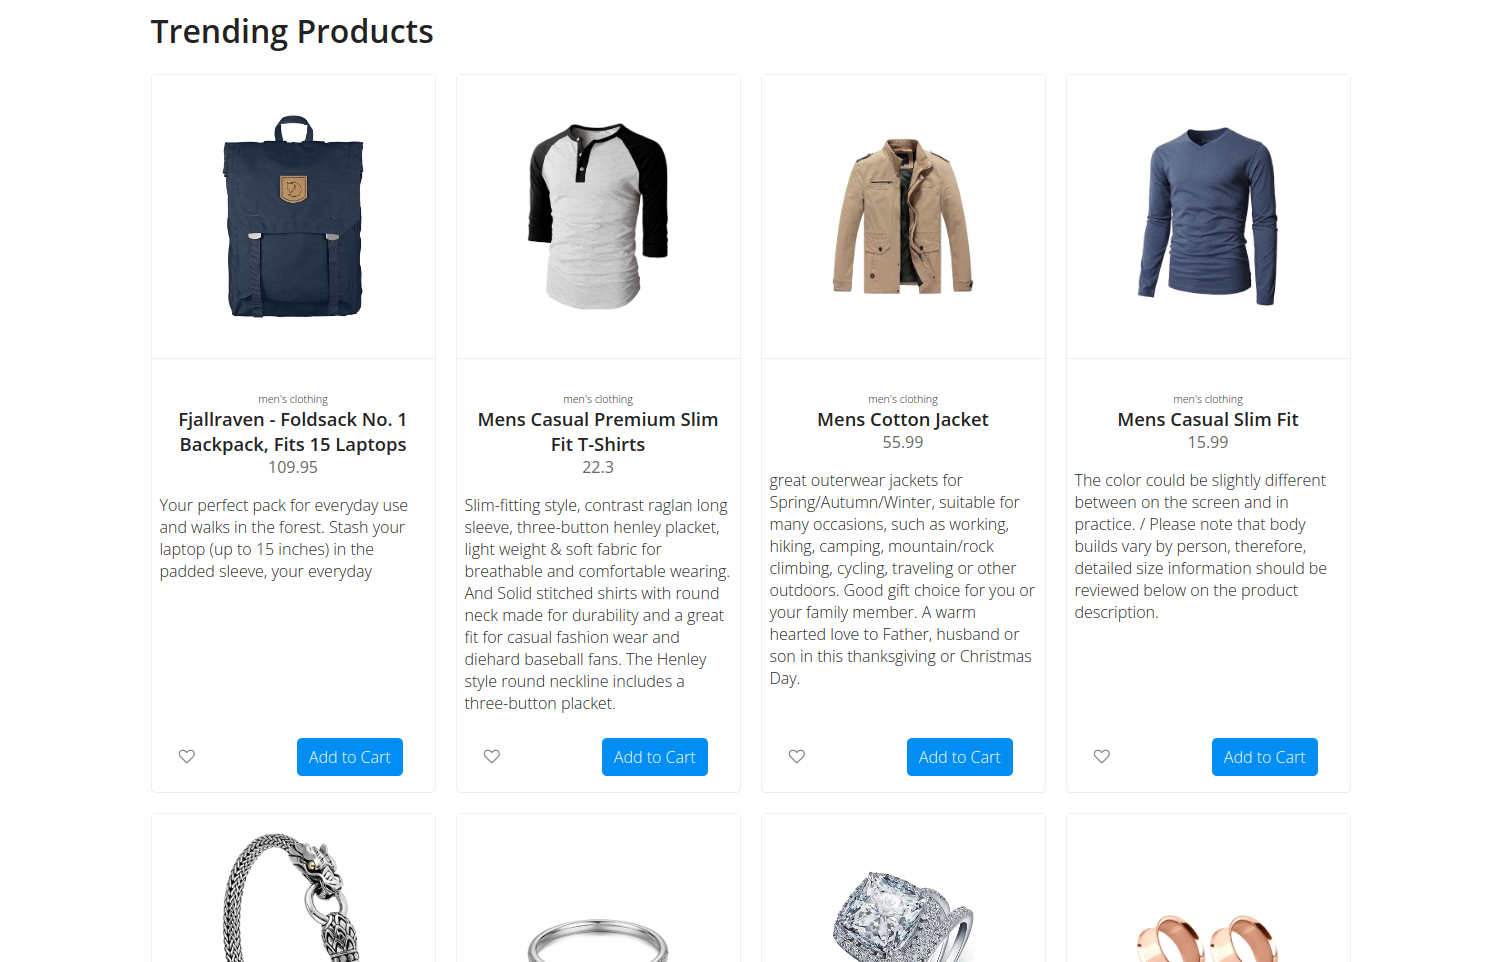 Trending Products
men's clothing
Fjallraven - Foldsack No. 1
Backpack, Fits 15 Laptops
109.95
Your perfect pack for everyday use
and walks in the forest. Stash your
laptop (up to 15 inches) in the
padded sleeve, your everyday
Add to Cart
men's clothing
Mens Casual Premium Slim
Fit T-Shirts
22.3
Slim-fitting style, contrast raglan long
sleeve, three-button henley placket,
light weight & soft fabric for
breathable and comfortable wearing.
And Solid stitched shirts with round
neck made for durability and a great
fit for casual fashion wear and
diehard baseball fans. The Henley
style round neckline includes a
three-button placket.
Add to Cart
men's clothing
Mens Cotton Jacket
55.99
great outerwear jackets for
Spring/Autumn/Winter, suitable for
many occasions, such as working,
hiking, camping, mountain/rock
climbing, cycling, traveling or other
outdoors. Good gift choice for you or
your family member. A warm
hearted love to Father, husband or
son in this thanksgiving or Christmas
Day.
Add to Cart
men's clothing
Mens Casual Slim Fit
15.99
The color could be slightly different
between on the screen and in
practice. / Please note that body
builds vary by person, therefore,
detailed size information should be
reviewed below on the product
description.
Add to Cart